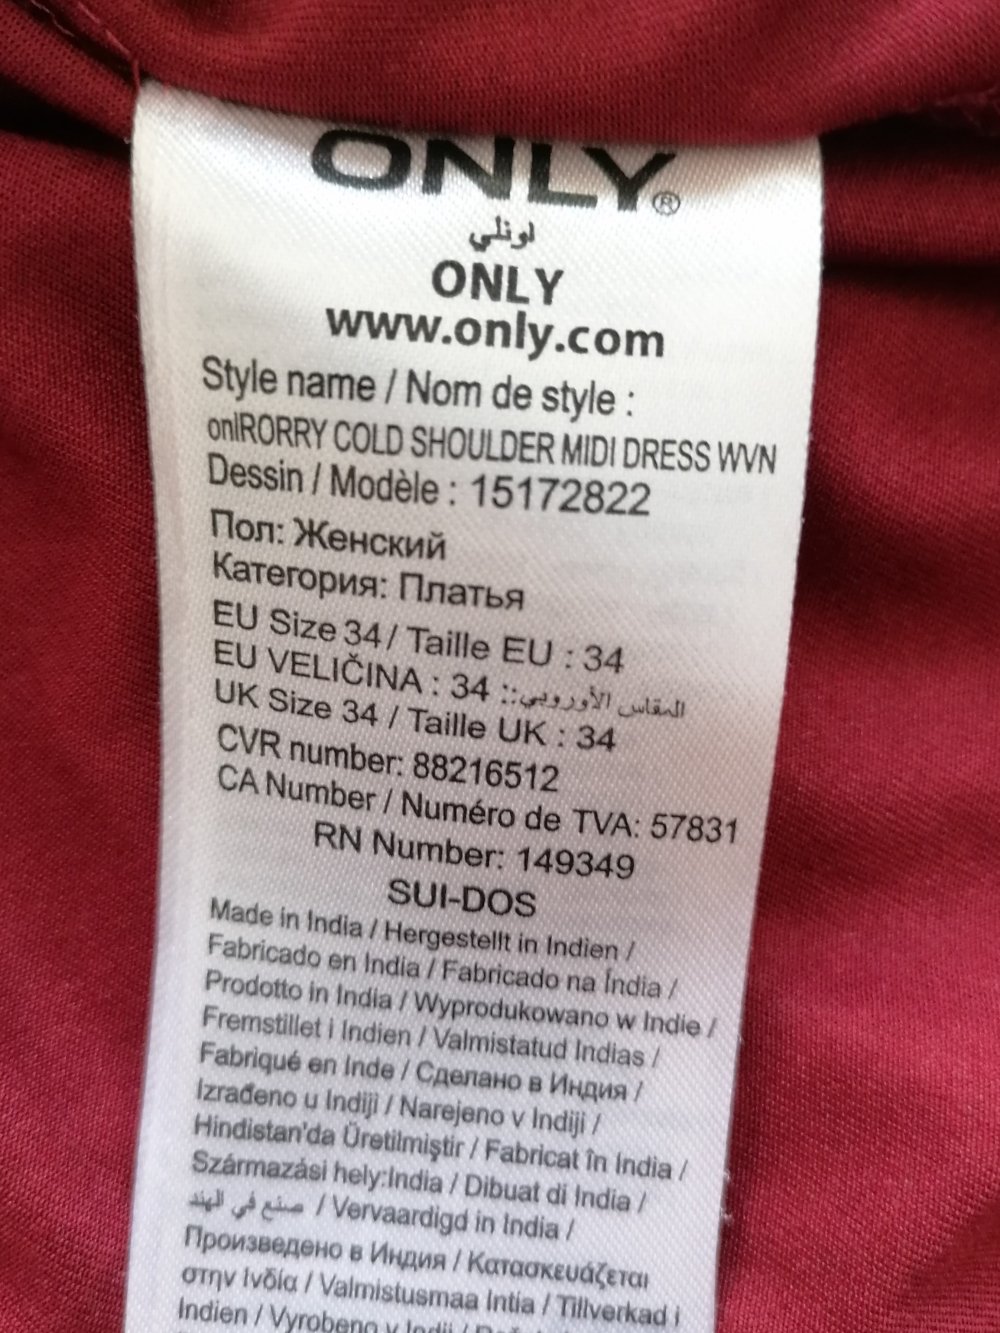 ONLY®
لونلي
ONLY
www.only.com
Style name / Nom de style :
onlRORRY COLD SHOULDER MIDI DRESS WVN
Dessin / Modèle : 15172822
Пол: Женский
Категория: Платья
EU Size 34 / Taille EU : 34
EU VELIČINA : 34 :: المقاس الأوروبي
UK Size 34 / Taille UK : 34
CVR number: 88216512
CA Number / Numéro de TVA: 57831
RN Number: 149349
SUI-DOS
Made in India / Hergestellt in Indien /
Fabricado en India / Fabricado na Índia /
Prodotto in India / Wyprodukowano w Indie /
Fremstillet i Indien / Valmistatud Indias /
Fabriqué en Inde / Сделано в Индия /
Izrađeno u Indiji / Narejeno v Indiji /
Hindistan'da Üretilmiştir / Fabricat în India /
Származási hely:India / Dibuat di India /
صنع في الهند / Vervaardigd in India /
Произведено в Индия / Κατασκευάζεται
στην Ινδία / Valmistusmaa Intia / Tillverkad i
Indien / Vyrobeno v Indii /